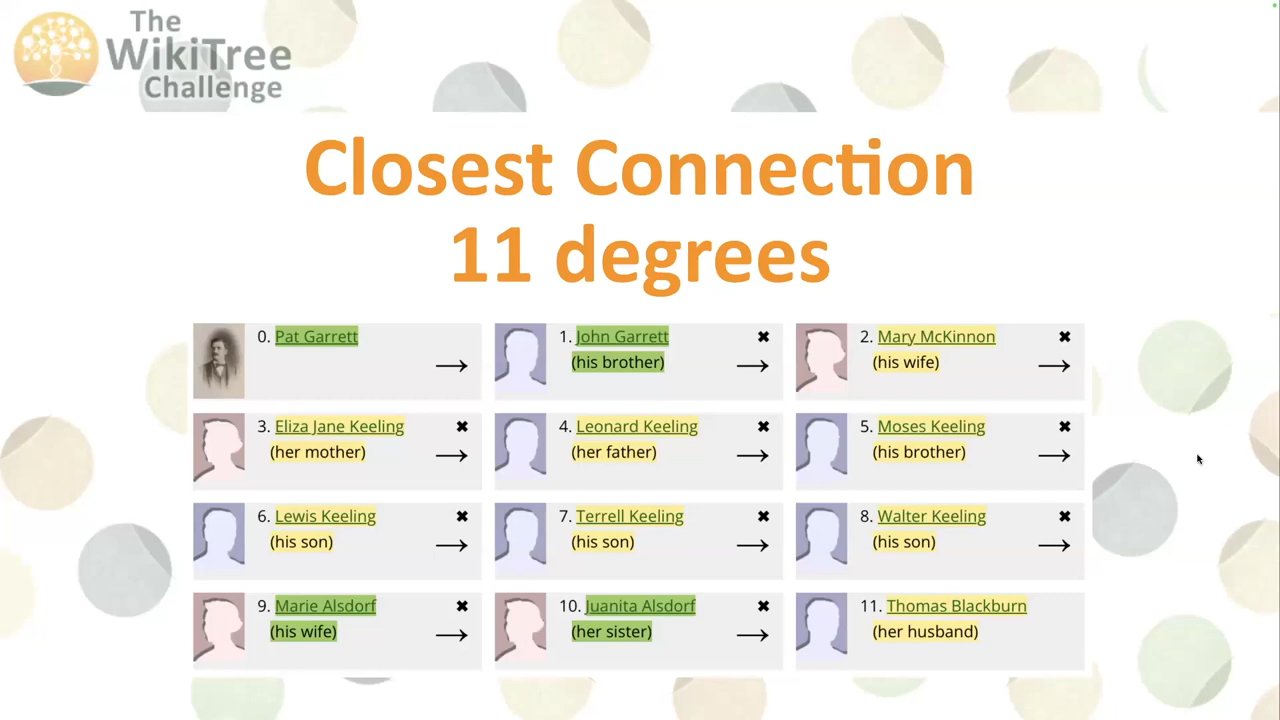 The
WikiTree
Challenge
Closest Connection
11 degrees
0. Pat Garrett
→
1. John Garrett ✖
(his brother) →
2. Mary McKinnon ✖
(his wife) →
3. Eliza Jane Keeling ✖
(her mother) →
4. Leonard Keeling ✖
(her father) →
5. Moses Keeling ✖
(his brother) →
6. Lewis Keeling ✖
(his son) →
7. Terrell Keeling ✖
(his son) →
8. Walter Keeling ✖
(his son) →
9. Marie Alsdorf ✖
(his wife) →
10. Juanita Alsdorf ✖
(her sister) →
11. Thomas Blackburn
(her husband)